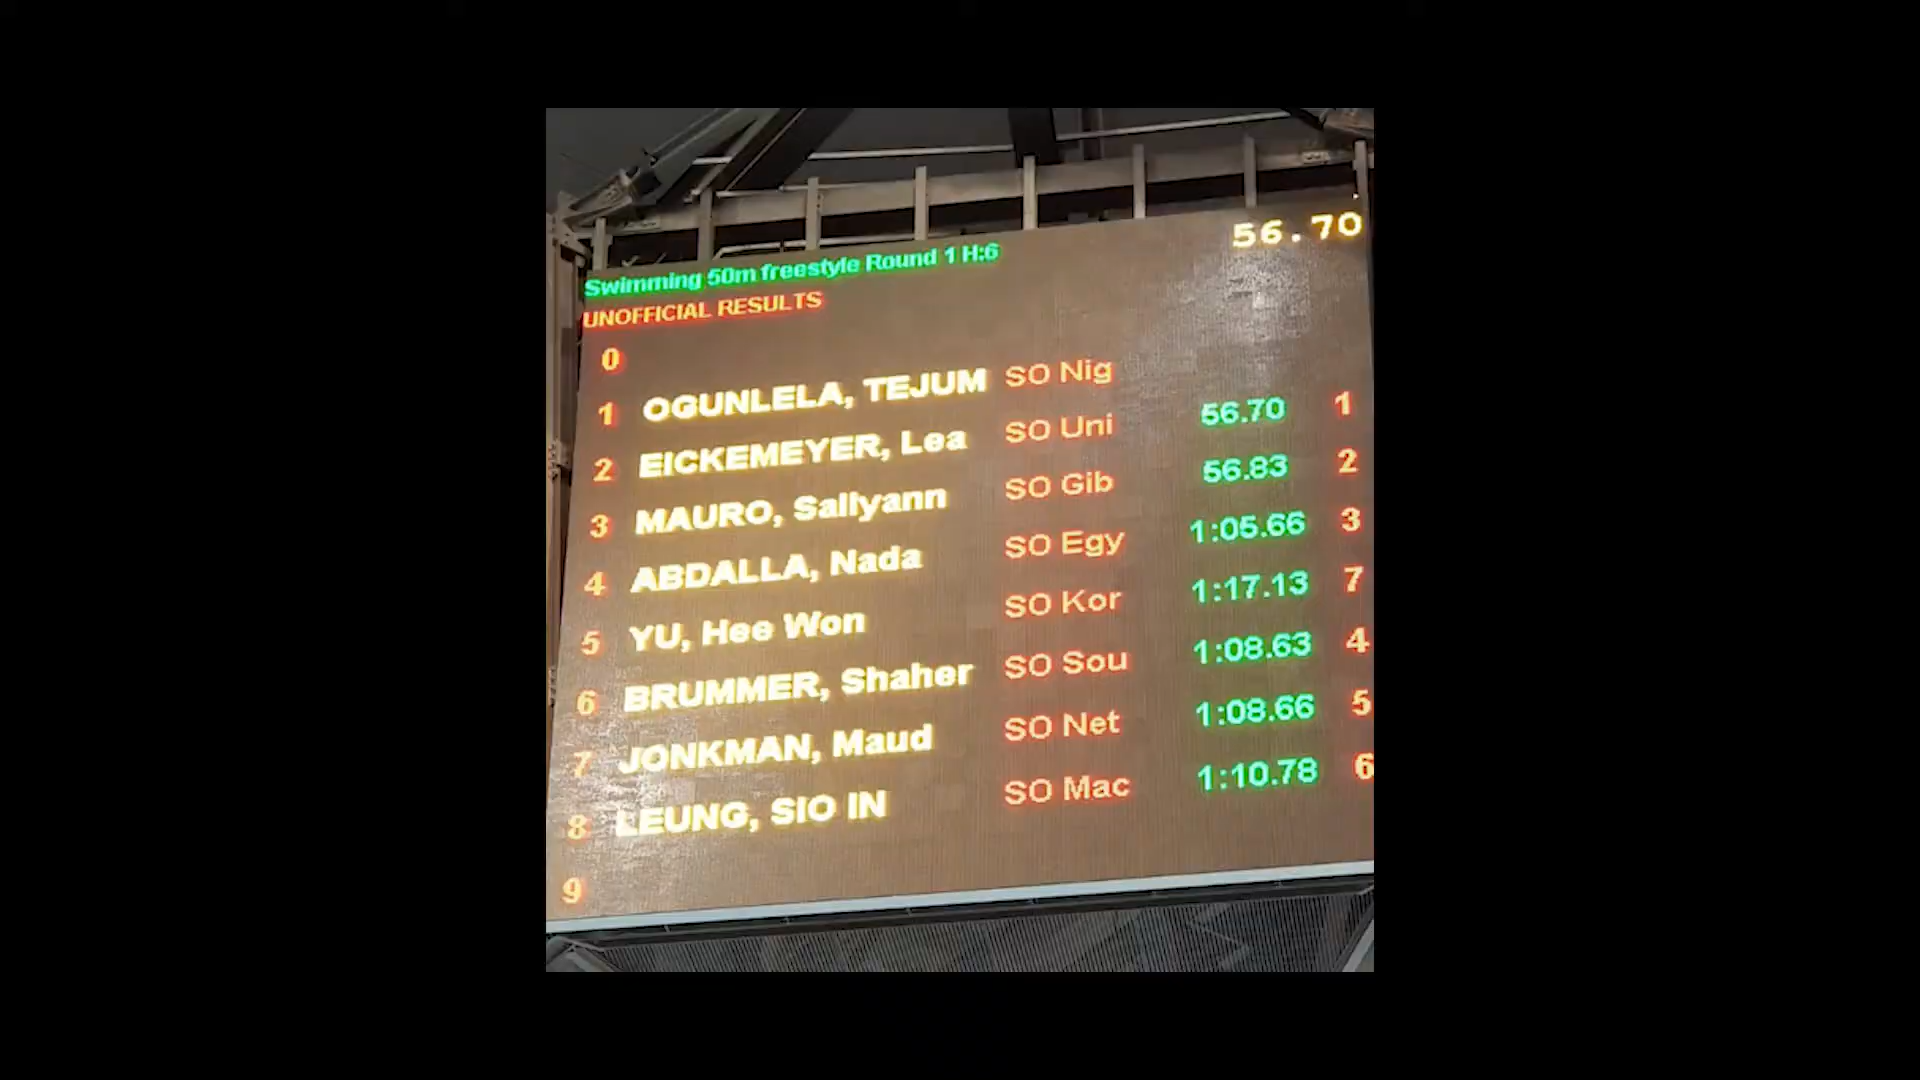 56.70
Swimming 50m freestyle Round 1 H:6
UNOFFICIAL RESULTS
0
1 OGUNLELA, TEJUM SO Nig
2 EICKEMEYER, Lea SO Uni 56.70 1
3 MAURO, Sallyann SO Gib 56.83 2
4 ABDALLA, Nada SO Egy 1:05.66 3
5 YU, Hee Won SO Kor 1:17.13 7
6 BRUMMER, Shaher SO Sou 1:08.63 4
7 JONKMAN, Maud SO Net 1:08.66 5
8 LEUNG, SIO IN SO Mac 1:10.78 6
9